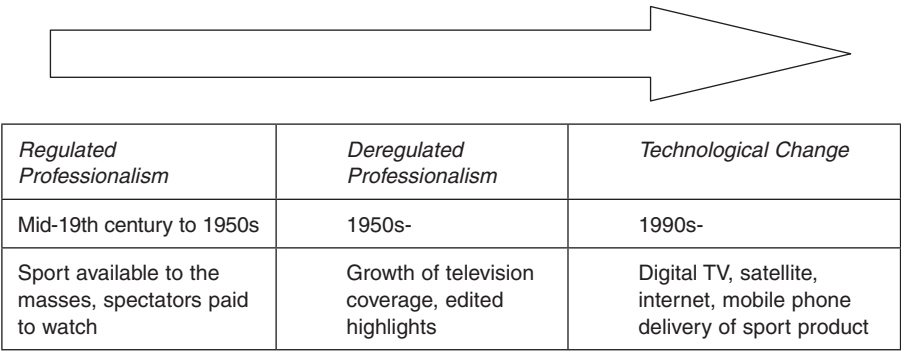 Regulated
Professionalism
Deregulated
Professionalism
Technological Change
Mid-19th century to 1950s
1950s-
1990s-
Sport available to the
masses, spectators paid
to watch
Growth of television
coverage, edited
highlights
Digital TV, satellite,
internet, mobile phone
delivery of sport product